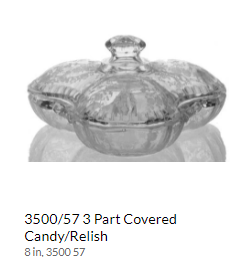 3500/57 3 Part Covered
Candy/Relish
8 in, 3500 57